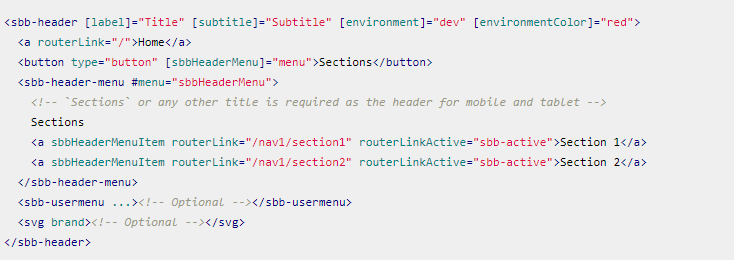 <sbb-header [label]="Title" [subtitle]="Subtitle" [environment]="dev" [environmentColor]="red">
  <a routerLink="/">Home</a>
  <button type="button" [sbbHeaderMenu]="menu">Sections</button>
  <sbb-header-menu #menu="sbbHeaderMenu">
    <!-- `Sections` or any other title is required as the header for mobile and tablet -->
    Sections
    <a sbbHeaderMenuItem routerLink="/nav1/section1" routerLinkActive="sbb-active">Section 1</a>
    <a sbbHeaderMenuItem routerLink="/nav1/section2" routerLinkActive="sbb-active">Section 2</a>
  </sbb-header-menu>
  <sbb-usermenu ...><!-- Optional --></sbb-usermenu>
  <svg brand><!-- Optional --></svg>
</sbb-header>